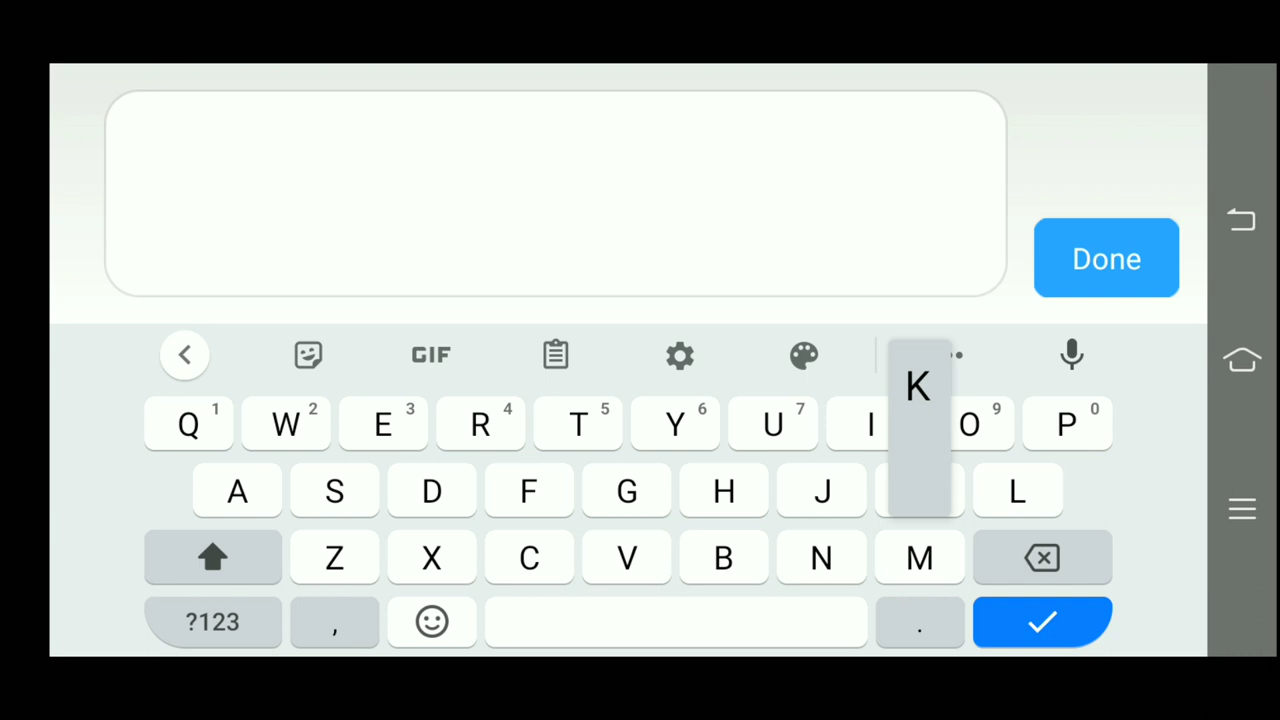 Done
GIF
K
Q1 W2 E3 R4 T5 Y6 U7 I O9 P0
A S D F G H J L
Z X C V B N M
?123 , .